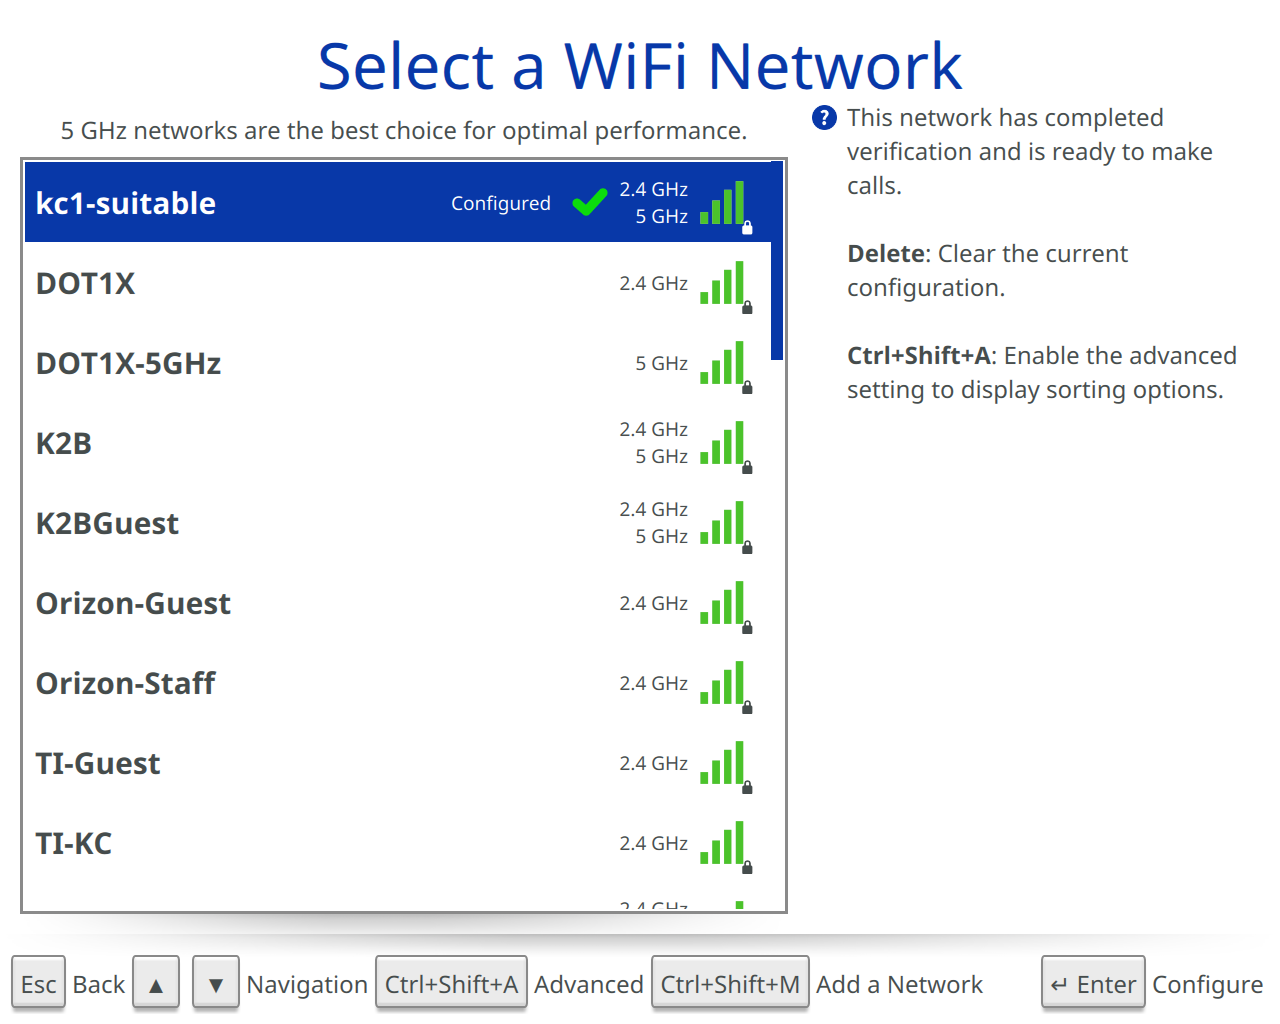 Select a WiFi Network
5 GHz networks are the best choice for optimal performance.
kc1-suitable Configured 2.4 GHz
5 GHz
DOT1X 2.4 GHz
DOT1X-5GHz 5 GHz
K2B 2.4 GHz
5 GHz
K2BGuest 2.4 GHz
5 GHz
Orizon-Guest 2.4 GHz
Orizon-Staff 2.4 GHz
TI-Guest 2.4 GHz
TI-KC 2.4 GHz
2.4 GHz
? This network has completed
verification and is ready to make
calls.
Delete: Clear the current
configuration.
Ctrl+Shift+A: Enable the advanced
setting to display sorting options.
Esc Back ▲ ▼ Navigation Ctrl+Shift+A Advanced Ctrl+Shift+M Add a Network ↵ Enter Configure